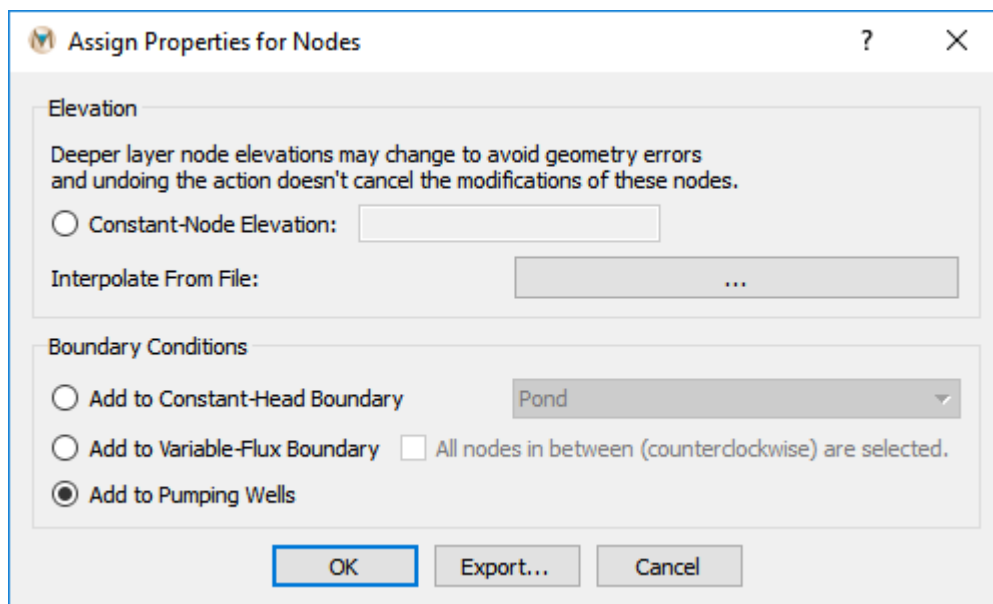 Assign Properties for Nodes
?
Elevation
Deeper layer node elevations may change to avoid geometry errors
and undoing the action doesn't cancel the modifications of these nodes.
Constant-Node Elevation:
Interpolate From File:
...
Boundary Conditions
Add to Constant-Head Boundary
Pond
Add to Variable-Flux Boundary
All nodes in between (counterclockwise) are selected.
Add to Pumping Wells
OK
Export...
Cancel